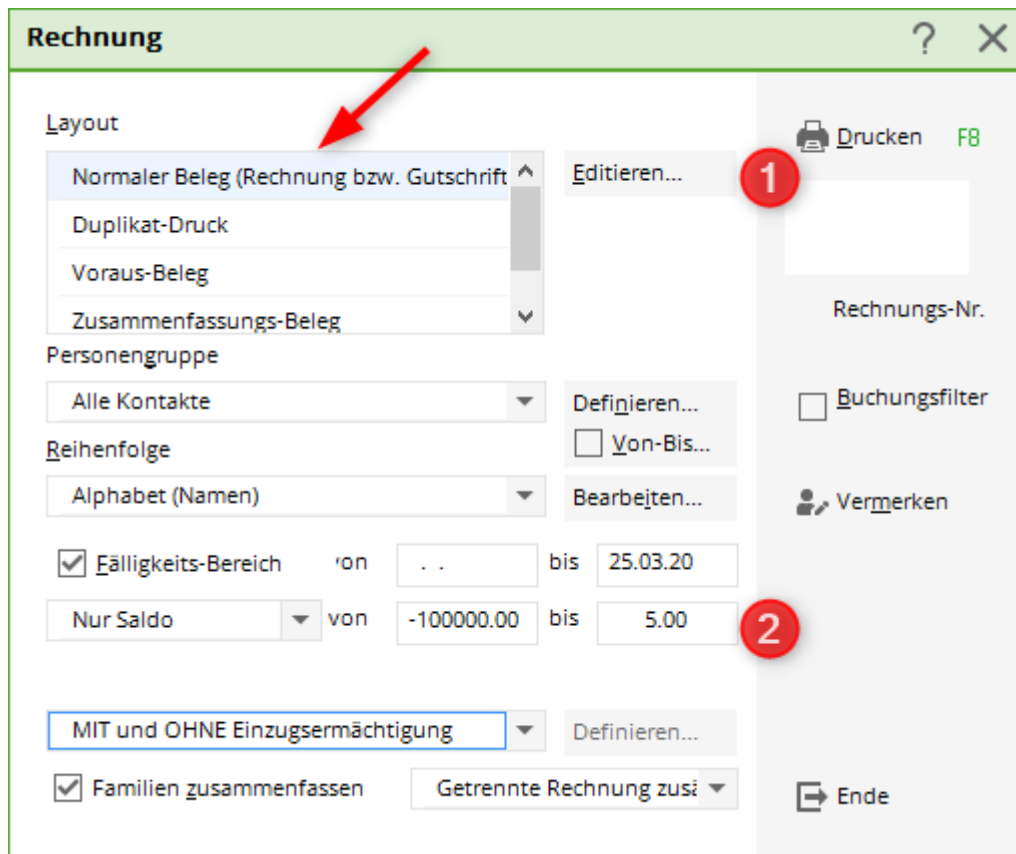 Rechnung
?
Layout
Normaler Beleg (Rechnung bzw. Gutschrift
Editieren...
1
Drucken F8
Duplikat-Druck
Voraus-Beleg
Zusammenfassungs-Beleg
Rechnungs-Nr.
Personengruppe
Alle Kontakte
Definieren...
Buchungsfilter
Von-Bis...
Reihenfolge
Alphabet (Namen)
Bearbeiten...
Vermerken
Fälligkeits-Bereich von . . bis 25.03.20
Nur Saldo von -100000.00 bis 5.00
2
MIT und OHNE Einzugsermächtigung
Definieren...
Familien zusammenfassen
Getrennte Rechnung zusä
Ende